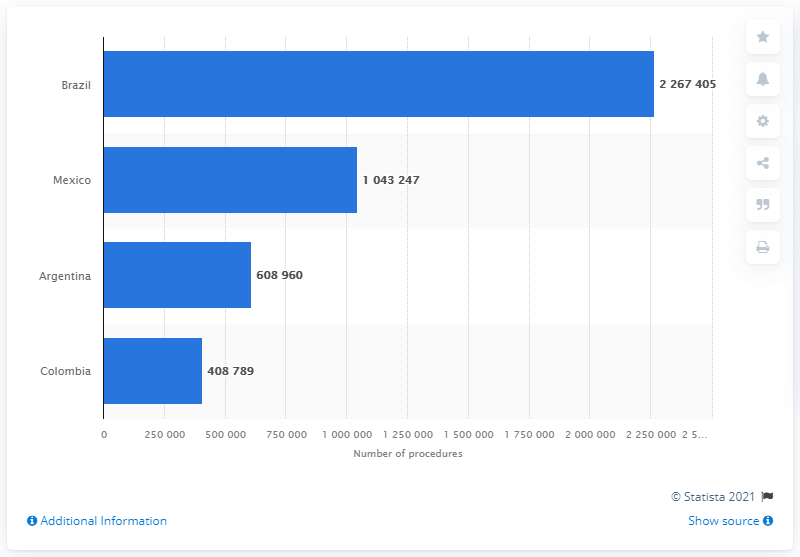 Brazil 2 267 405
Mexico 1 043 247
Argentina 608 960
Colombia 408 789
0 250 000 500 000 750 000 1 000 000 1 250 000 1 500 000 1 750 000 2 000 000 2 250 000 2 5...
Number of procedures
© Statista 2021
Additional Information Show source